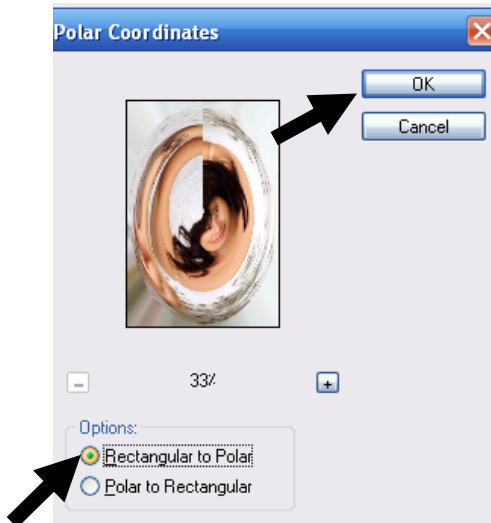 Polar Coordinates
OK
Cancel
33%
Options:
Rectangular to Polar
Polar to Rectangular